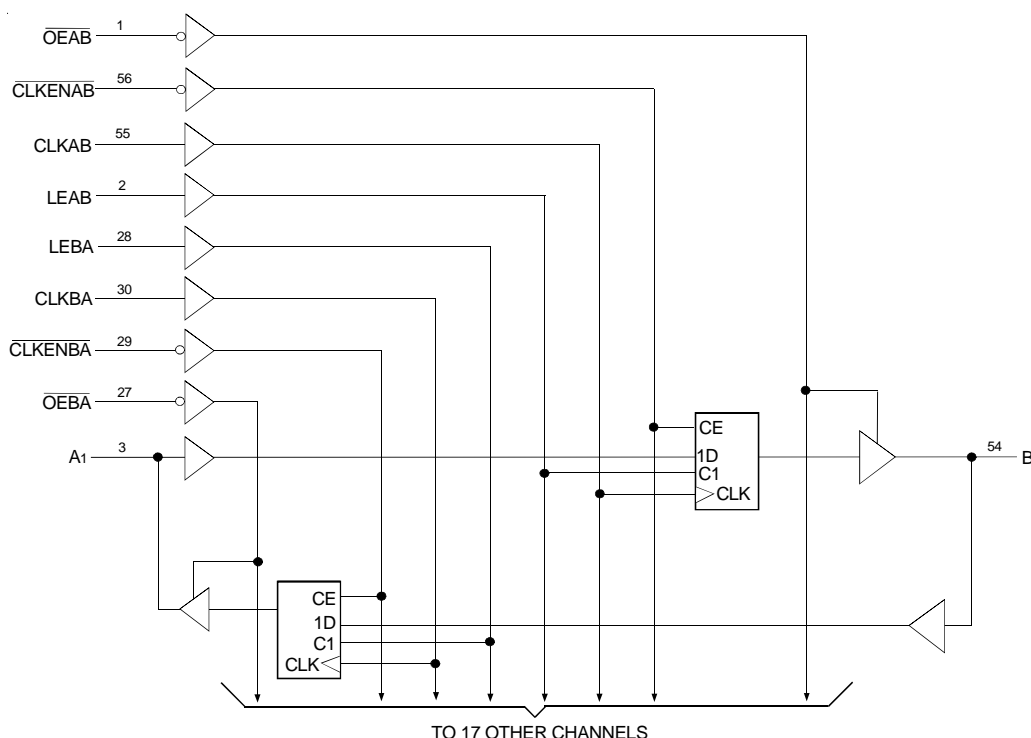 OEAB 1
CLKENAB 56
CLKAB 55
LEAB 2
LEBA 28
CLKBA 30
CLKENBA 29
OEBA 27
A1 3
CE
1D
C1
CLK
54 B
CE
1D
C1
CLK
TO 17 OTHER CHANNELS